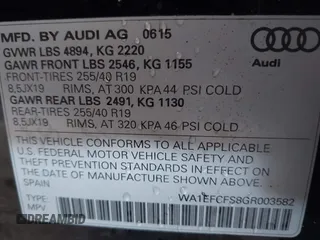 MFD. BY AUDI AG 0615
GVWR LBS 4894, KG 2220
GAWR FRONT LBS 2546, KG 1155
FRONT-TIRES 255/40 R19
8,5JX19 RIMS, AT 300 KPA 44 PSI COLD
GAWR REAR LBS 2491, KG 1130
REAR-TIRES 255/40 R19
8,5JX19 RIMS, AT 320 KPA 46 PSI COLD
Audi
THIS VEHICLE CONFORMS TO ALL APPLICABLE
U.S. FEDERAL MOTOR VEHICLE SAFETY, BUMPER
AND THEFT PREVENTION STANDARDS IN EFFECT ON
THE DATE OF MANUFACTURE SHOWN ABOVE.
SPAIN
TYPE: WA1EFCFS8GR003582
MPV
DREAMBID